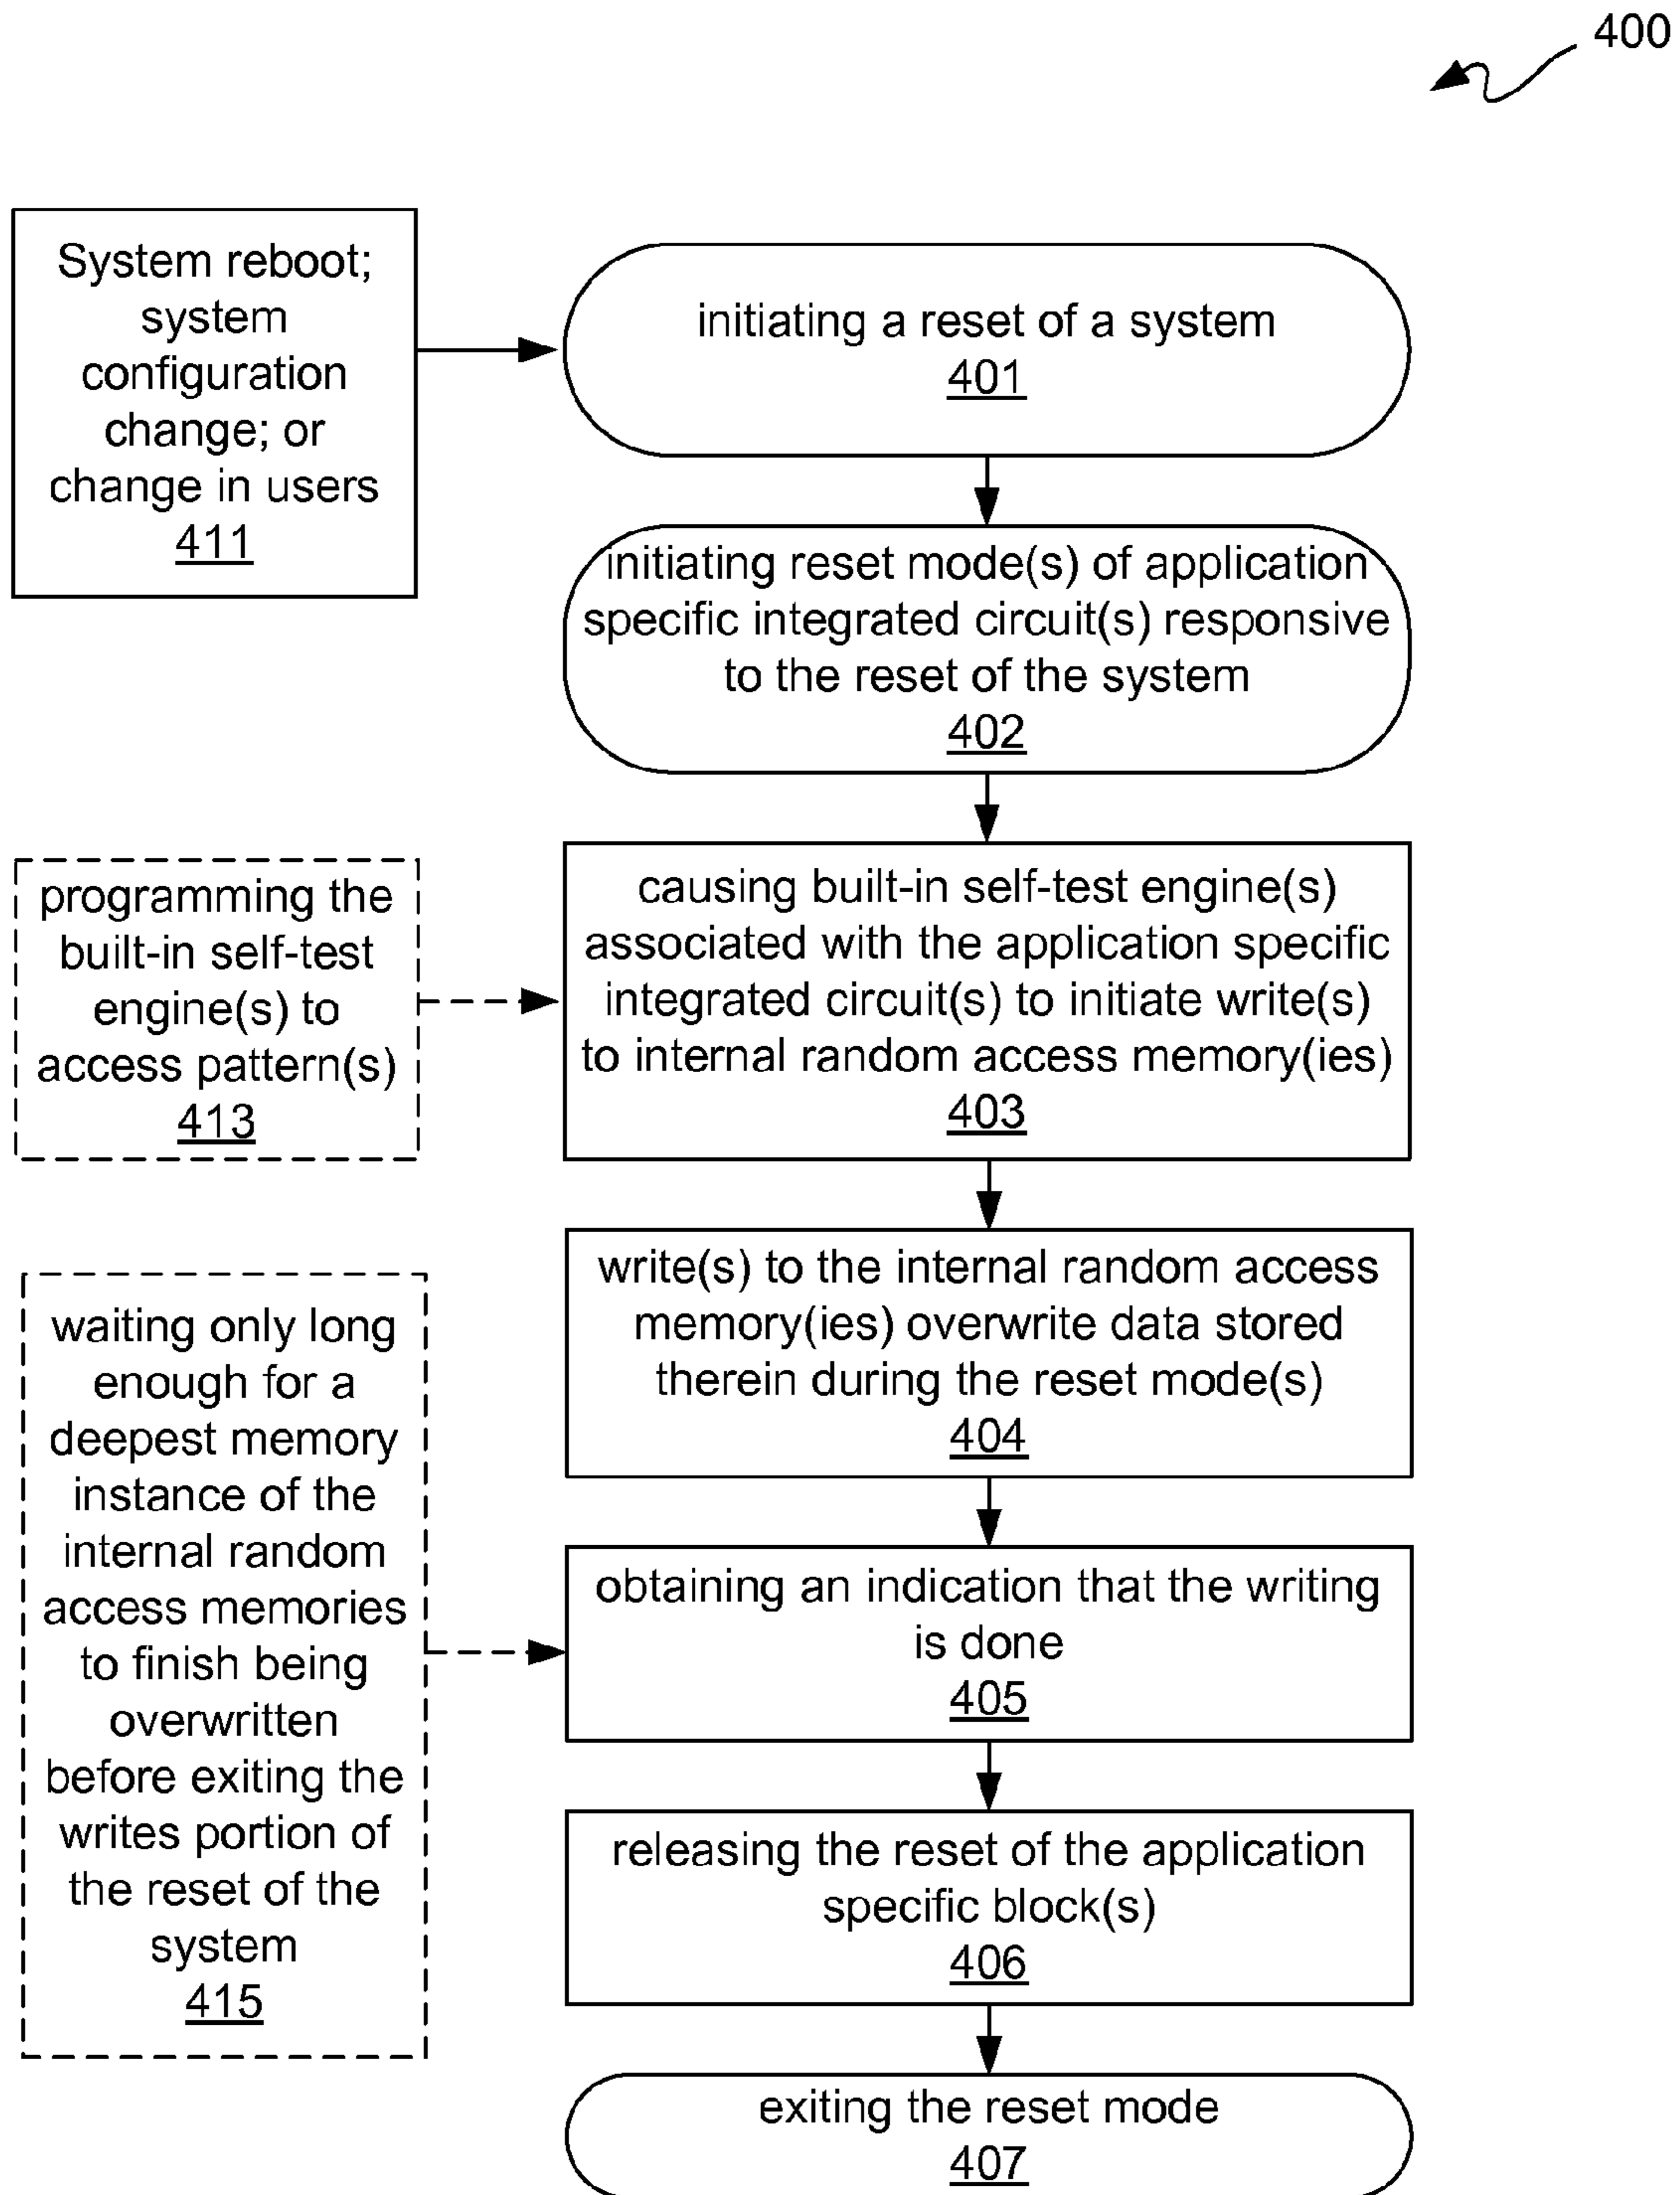 400
System reboot;
system
configuration
change; or
change in users
411
initiating a reset of a system
401
initiating reset mode(s) of application
specific integrated circuit(s) responsive
to the reset of the system
402
programming the
built-in self-test
engine(s) to
access pattern(s)
413
causing built-in self-test engine(s)
associated with the application specific
integrated circuit(s) to initiate write(s)
to internal random access memory(ies)
403
write(s) to the internal random access
memory(ies) overwrite data stored
therein during the reset mode(s)
404
waiting only long
enough for a
deepest memory
instance of the
internal random
access memories
to finish being
overwritten
before exiting the
writes portion of
the reset of the
system
415
obtaining an indication that the writing
is done
405
releasing the reset of the application
specific block(s)
406
exiting the reset mode
407